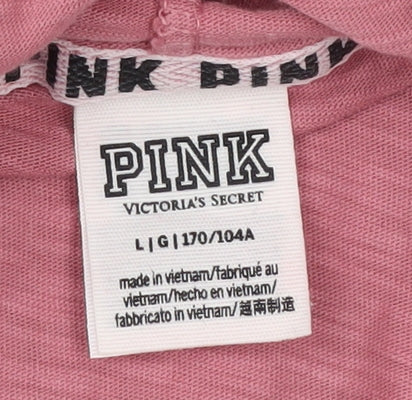 PINK PINK
PINK
VICTORIA'S SECRET
L | G | 170/104A
made in vietnam/fabriqué au
vietnam/hecho en vietnam/
fabbricato in vietnam/越南制造